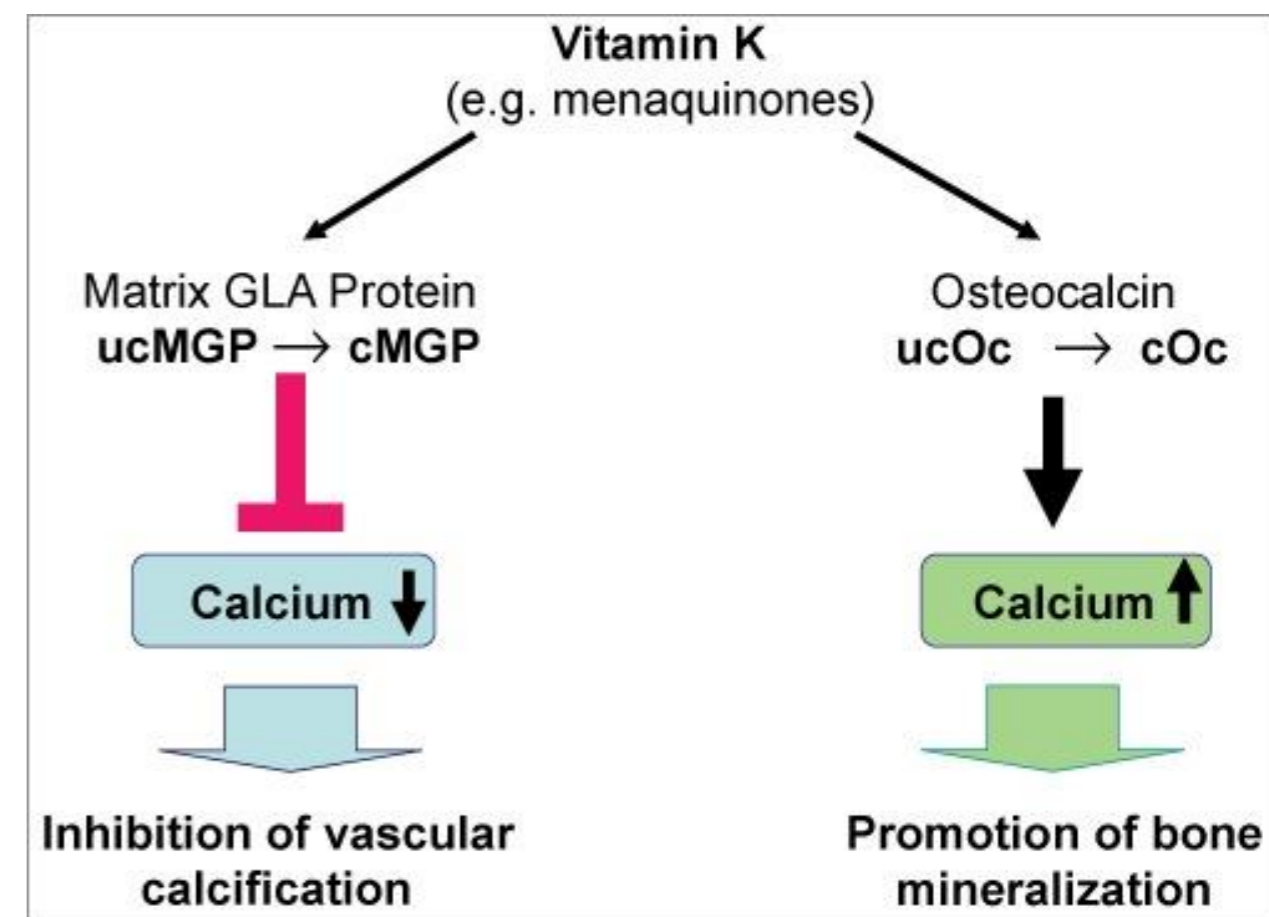 Vitamin K
(e.g. menaquinones)
Matrix GLA Protein
ucMGP → cMGP
Calcium ↓
Inhibition of vascular
calcification
Osteocalcin
ucOc → cOc
Calcium ↑
Promotion of bone
mineralization